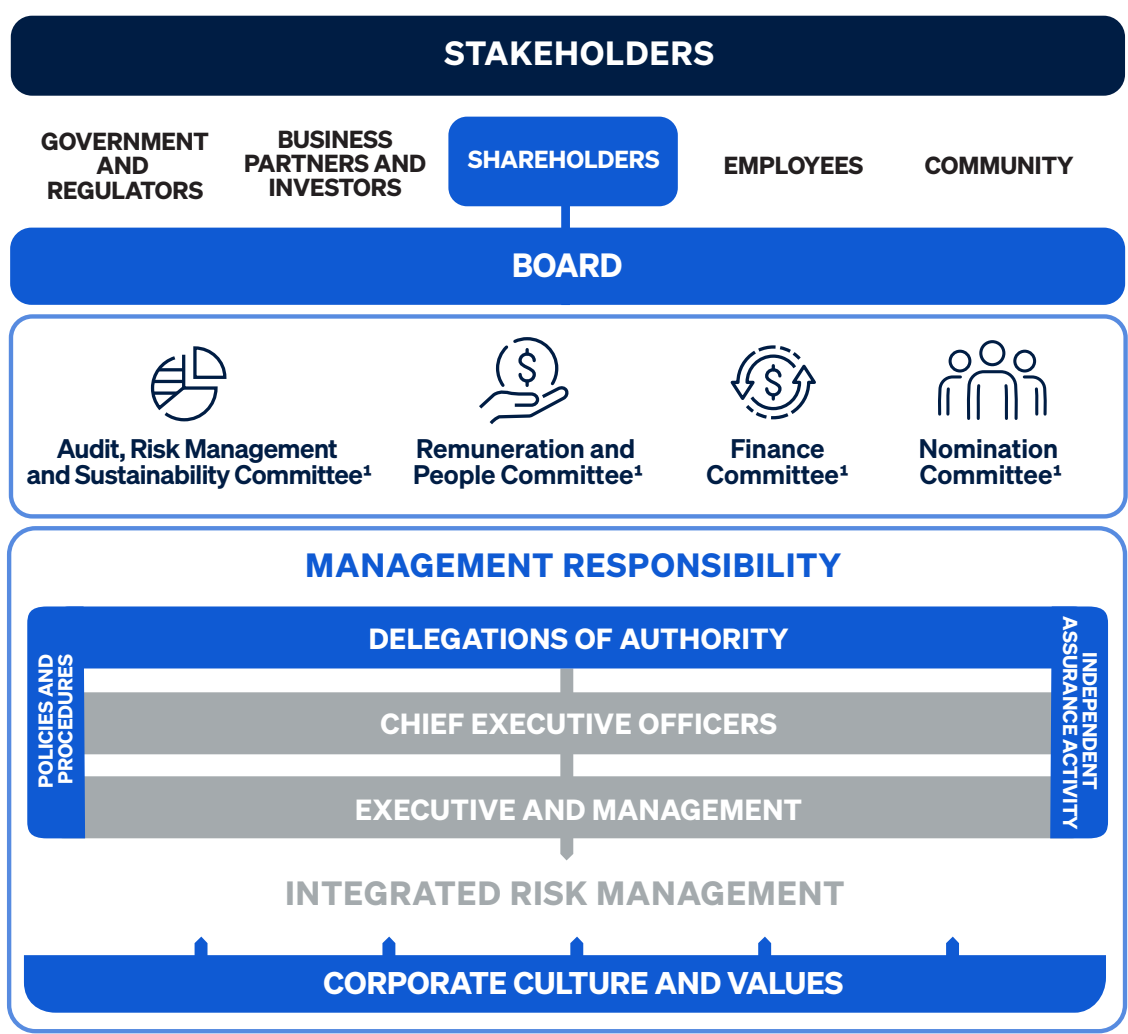 STAKEHOLDERS
GOVERNMENT
AND
REGULATORS
BUSINESS
PARTNERS AND
INVESTORS
SHAREHOLDERS
EMPLOYEES
COMMUNITY
BOARD
$
Audit, Risk Management
and Sustainability Committee¹
$
Remuneration and
People Committee¹
Finance
Committee¹
Nomination
Committee¹
MANAGEMENT RESPONSIBILITY
POLICIES AND
PROCEDURES
DELEGATIONS OF AUTHORITY
CHIEF EXECUTIVE OFFICERS
EXECUTIVE AND MANAGEMENT
INDEPENDENT
ASSURANCE ACTIVITY
INTEGRATED RISK MANAGEMENT
CORPORATE CULTURE AND VALUES